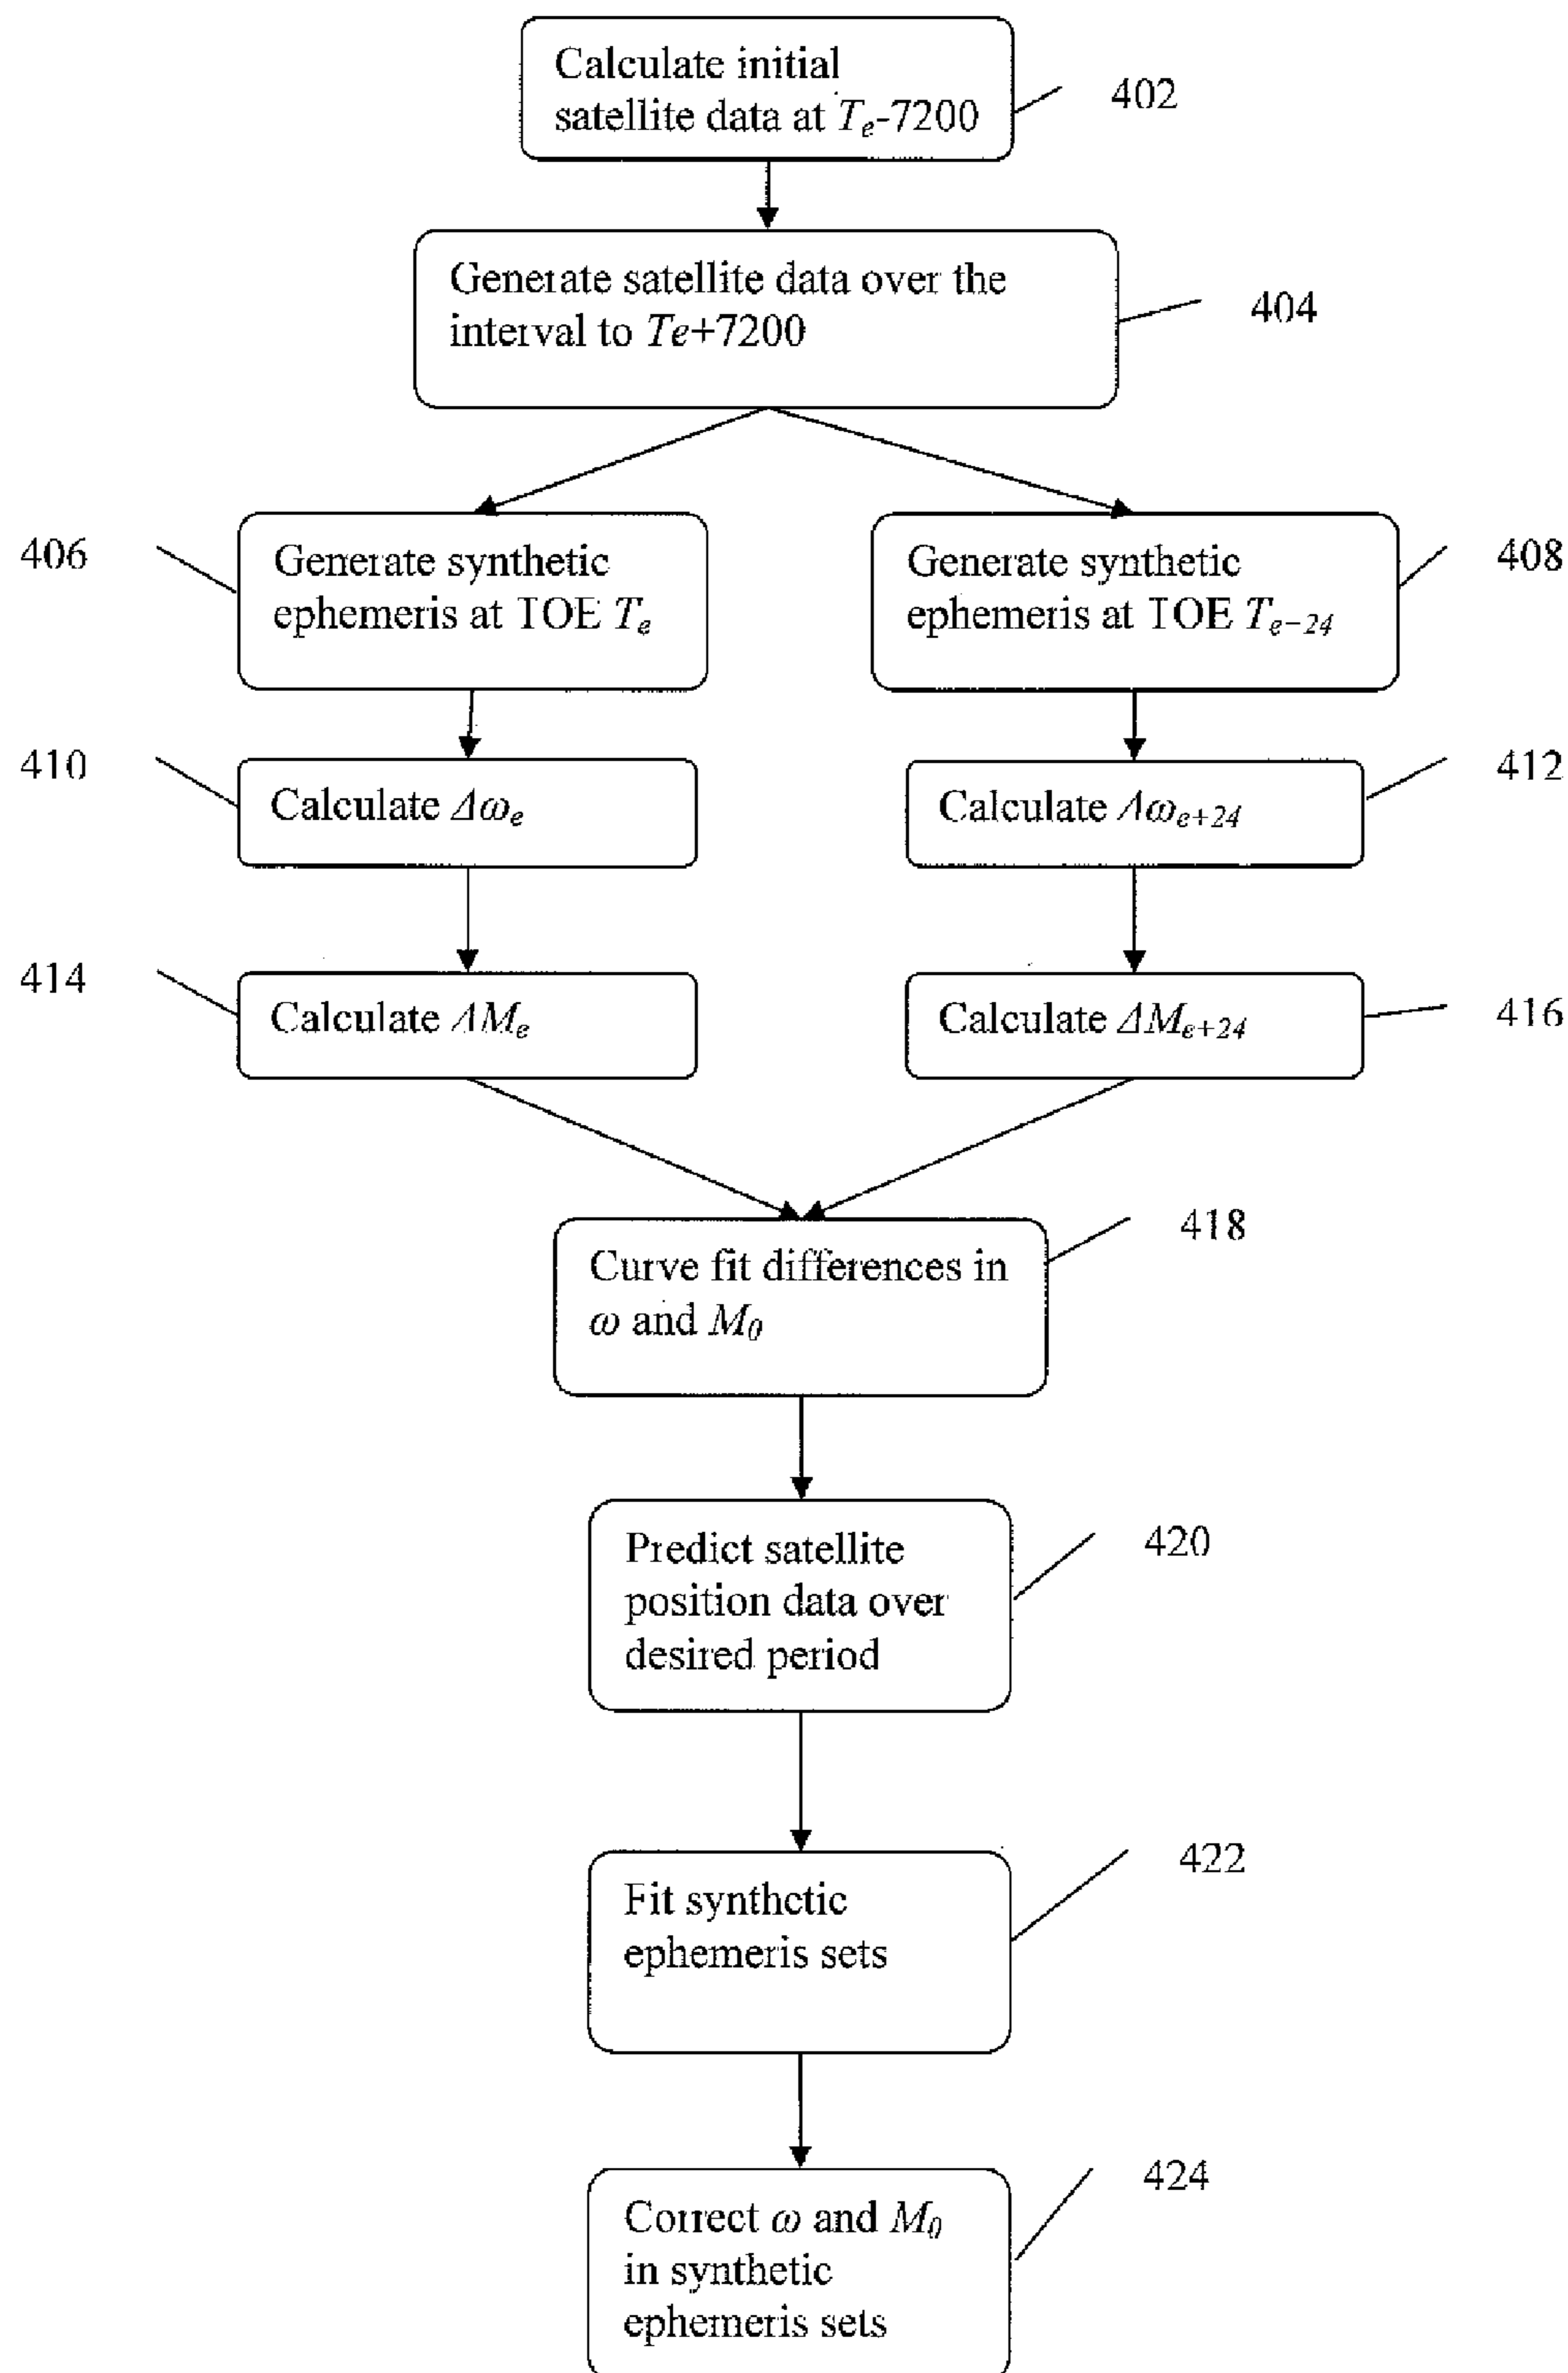 Calculate initial
satellite data at Te-7200
402
Generate satellite data over the
interval to Te+7200
404
406
Generate synthetic
ephemeris at TOE Te
Generate synthetic
ephemeris at TOE Te−24
408
410
Calculate Δωe
Calculate Δωe+24
412
414
Calculate ΔMe
Calculate ΔMe+24
416
Curve fit differences in
ω and M0
418
Predict satellite
position data over
desired period
420
Fit synthetic
ephemeris sets
422
Correct ω and M0
in synthetic
ephemeris sets
424